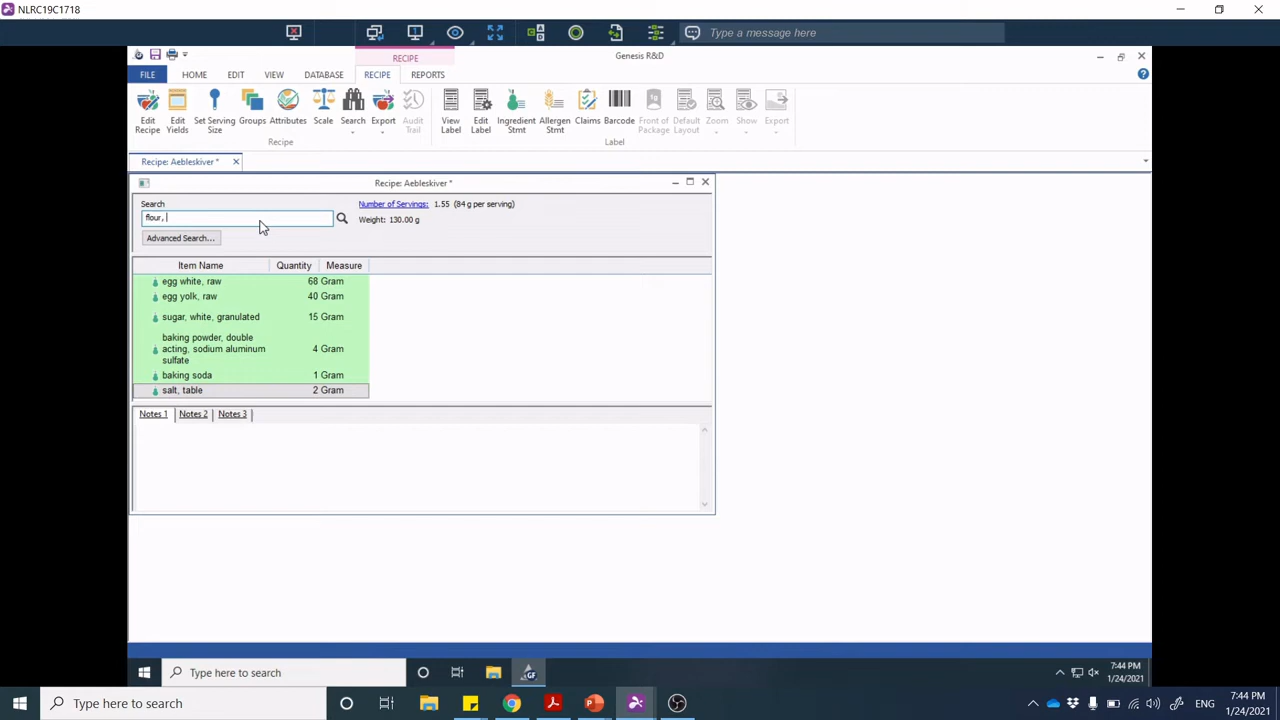 NLRC19C1718
Type a message here
RECIPE
Genesis R&D
FILE
HOME
EDIT
VIEW
DATABASE
RECIPE
REPORTS
Edit Recipe
Edit Yields
Set Serving Size
Groups
Attributes
Scale
Search
Export
Audit Trail
View Label
Edit Label
Ingredient Stmt
Allergen Stmt
Claims
Barcode
Front of Package
Default Layout
Zoom
Show
Export
Recipe
Label
Recipe: Aebleskiver *
Recipe: Aebleskiver *
Search
Number of Servings: 1.55 (84 g per serving)
flour,
Weight: 130.00 g
Advanced Search...
Item Name Quantity Measure
egg white, raw 68 Gram
egg yolk, raw 40 Gram
sugar, white, granulated 15 Gram
baking powder, double
acting, sodium aluminum 4 Gram
sulfate
baking soda 1 Gram
salt, table 2 Gram
Notes 1 Notes 2 Notes 3
Type here to search
GF
7:44 PM
1/24/2021
Type here to search
ENG
7:44 PM
1/24/2021